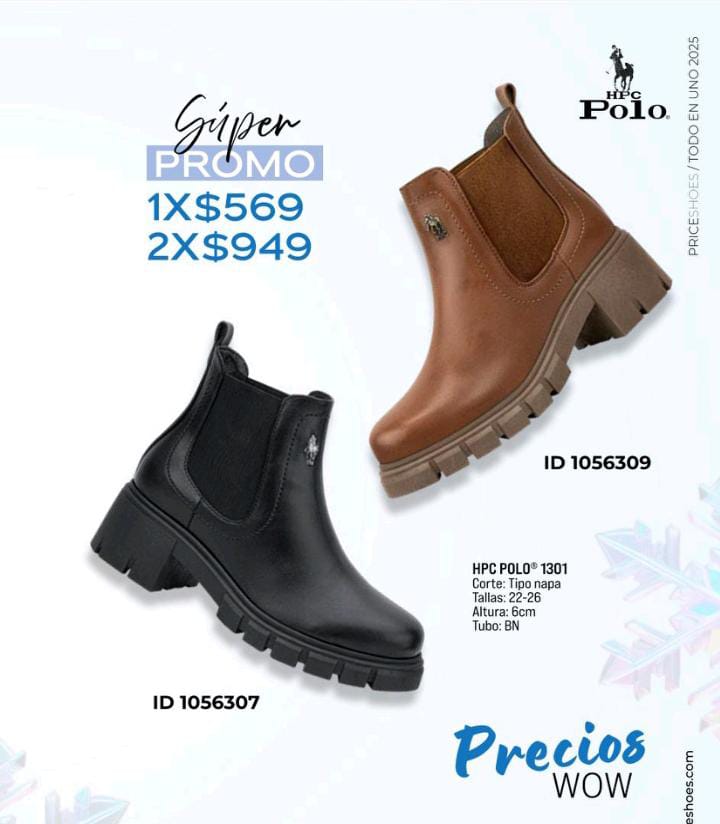 Súper
PROMO
1X$569
2X$949
HPC
Polo®
PRICESHOES / TODO EN UNO 2025
ID 1056309
HPC POLO® 1301
Corte: Tipo napa
Tallas: 22-26
Altura: 6cm
Tubo: BN
ID 1056307
Precios
WOW
eshoes.com